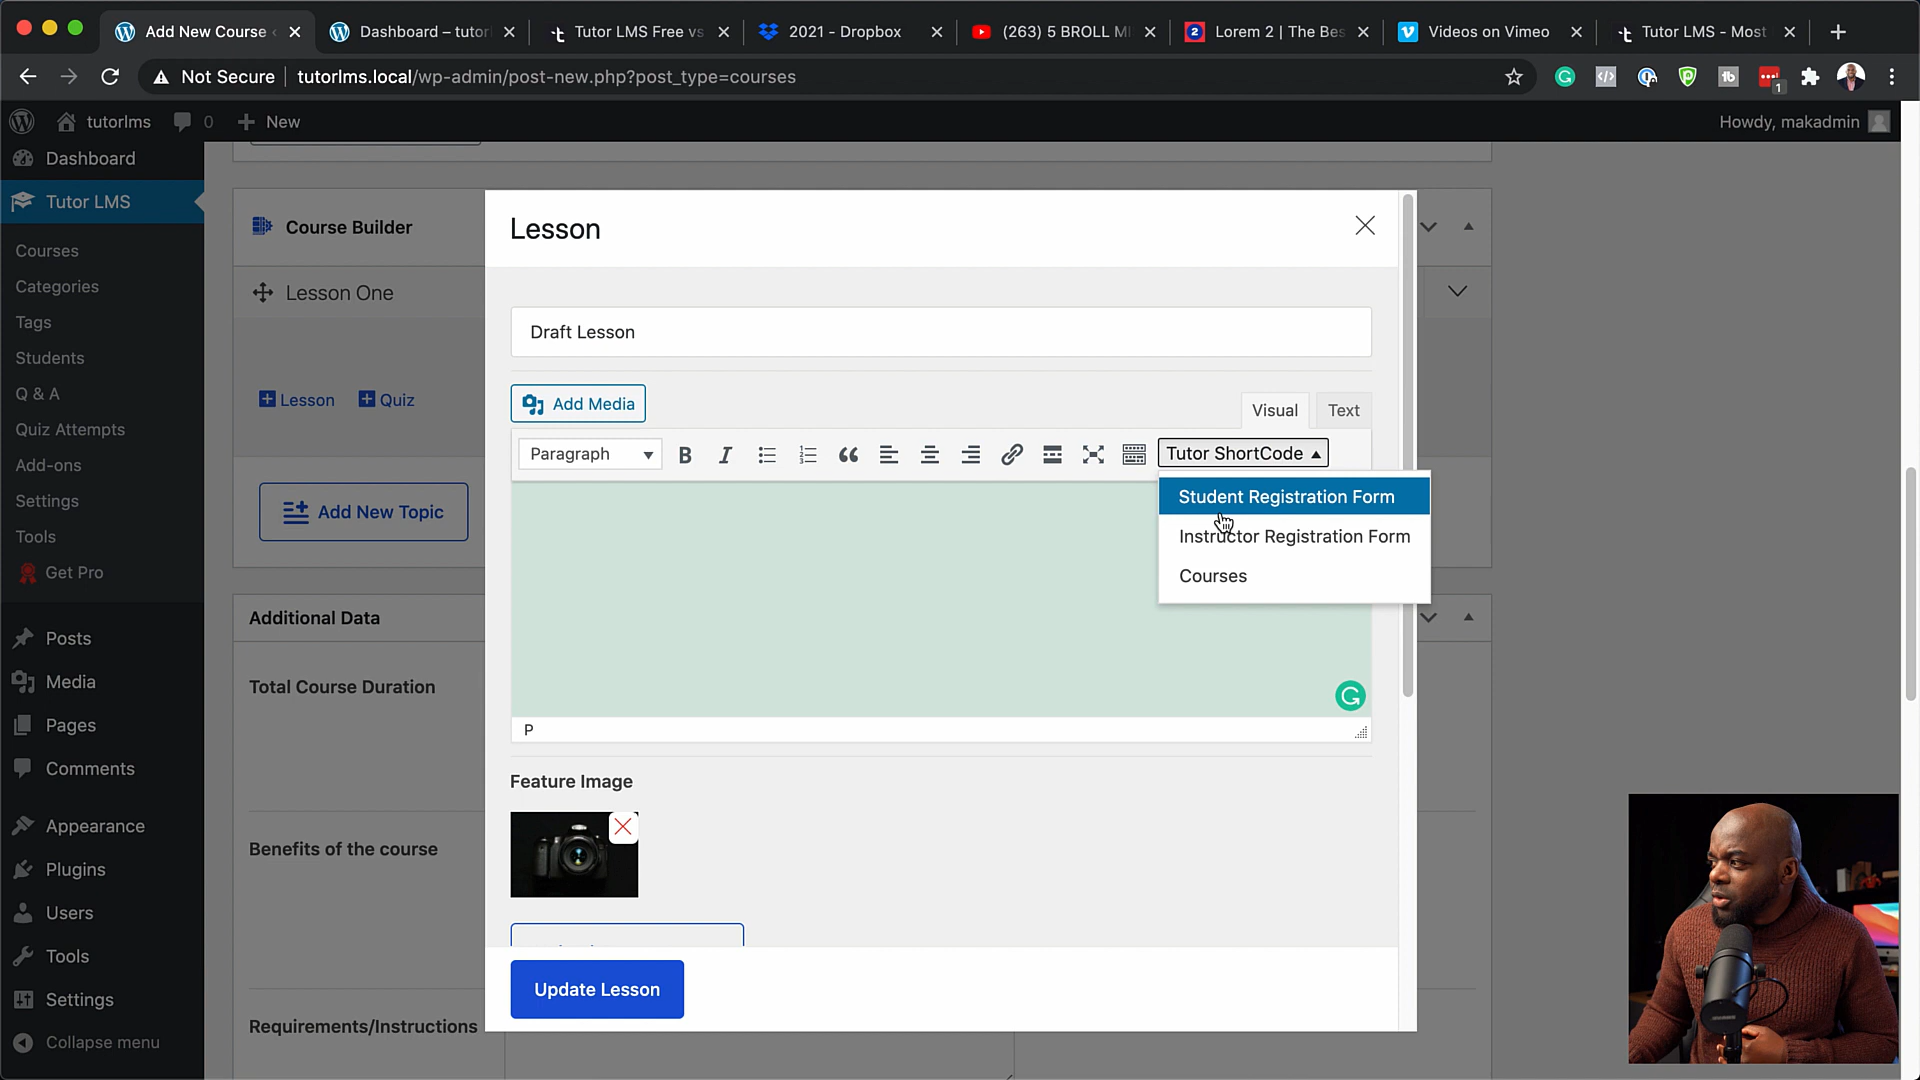 Add New Course
Dashboard – tutor
Tutor LMS Free vs
2021 - Dropbox
(263) 5 BROLL MI
2 Lorem 2 | The Bes
Videos on Vimeo
Tutor LMS - Most
Not Secure
tutorlms.local/wp-admin/post-new.php?post_type=courses
1
tutorlms
0
New
Howdy, makadmin
Dashboard
Tutor LMS
Courses
Categories
Tags
Students
Q & A
Quiz Attempts
Add-ons
Settings
Tools
Get Pro
Posts
Media
Pages
Comments
Appearance
Plugins
Users
Tools
Settings
Collapse menu
Course Builder
Lesson One
Lesson
Quiz
Add New Topic
Additional Data
Total Course Duration
Benefits of the course
Requirements/Instructions
Lesson
Draft Lesson
Add Media
Visual
Text
Paragraph
B I
Tutor ShortCode
Student Registration Form
Instructor Registration Form
Courses
P
Feature Image
Update Lesson